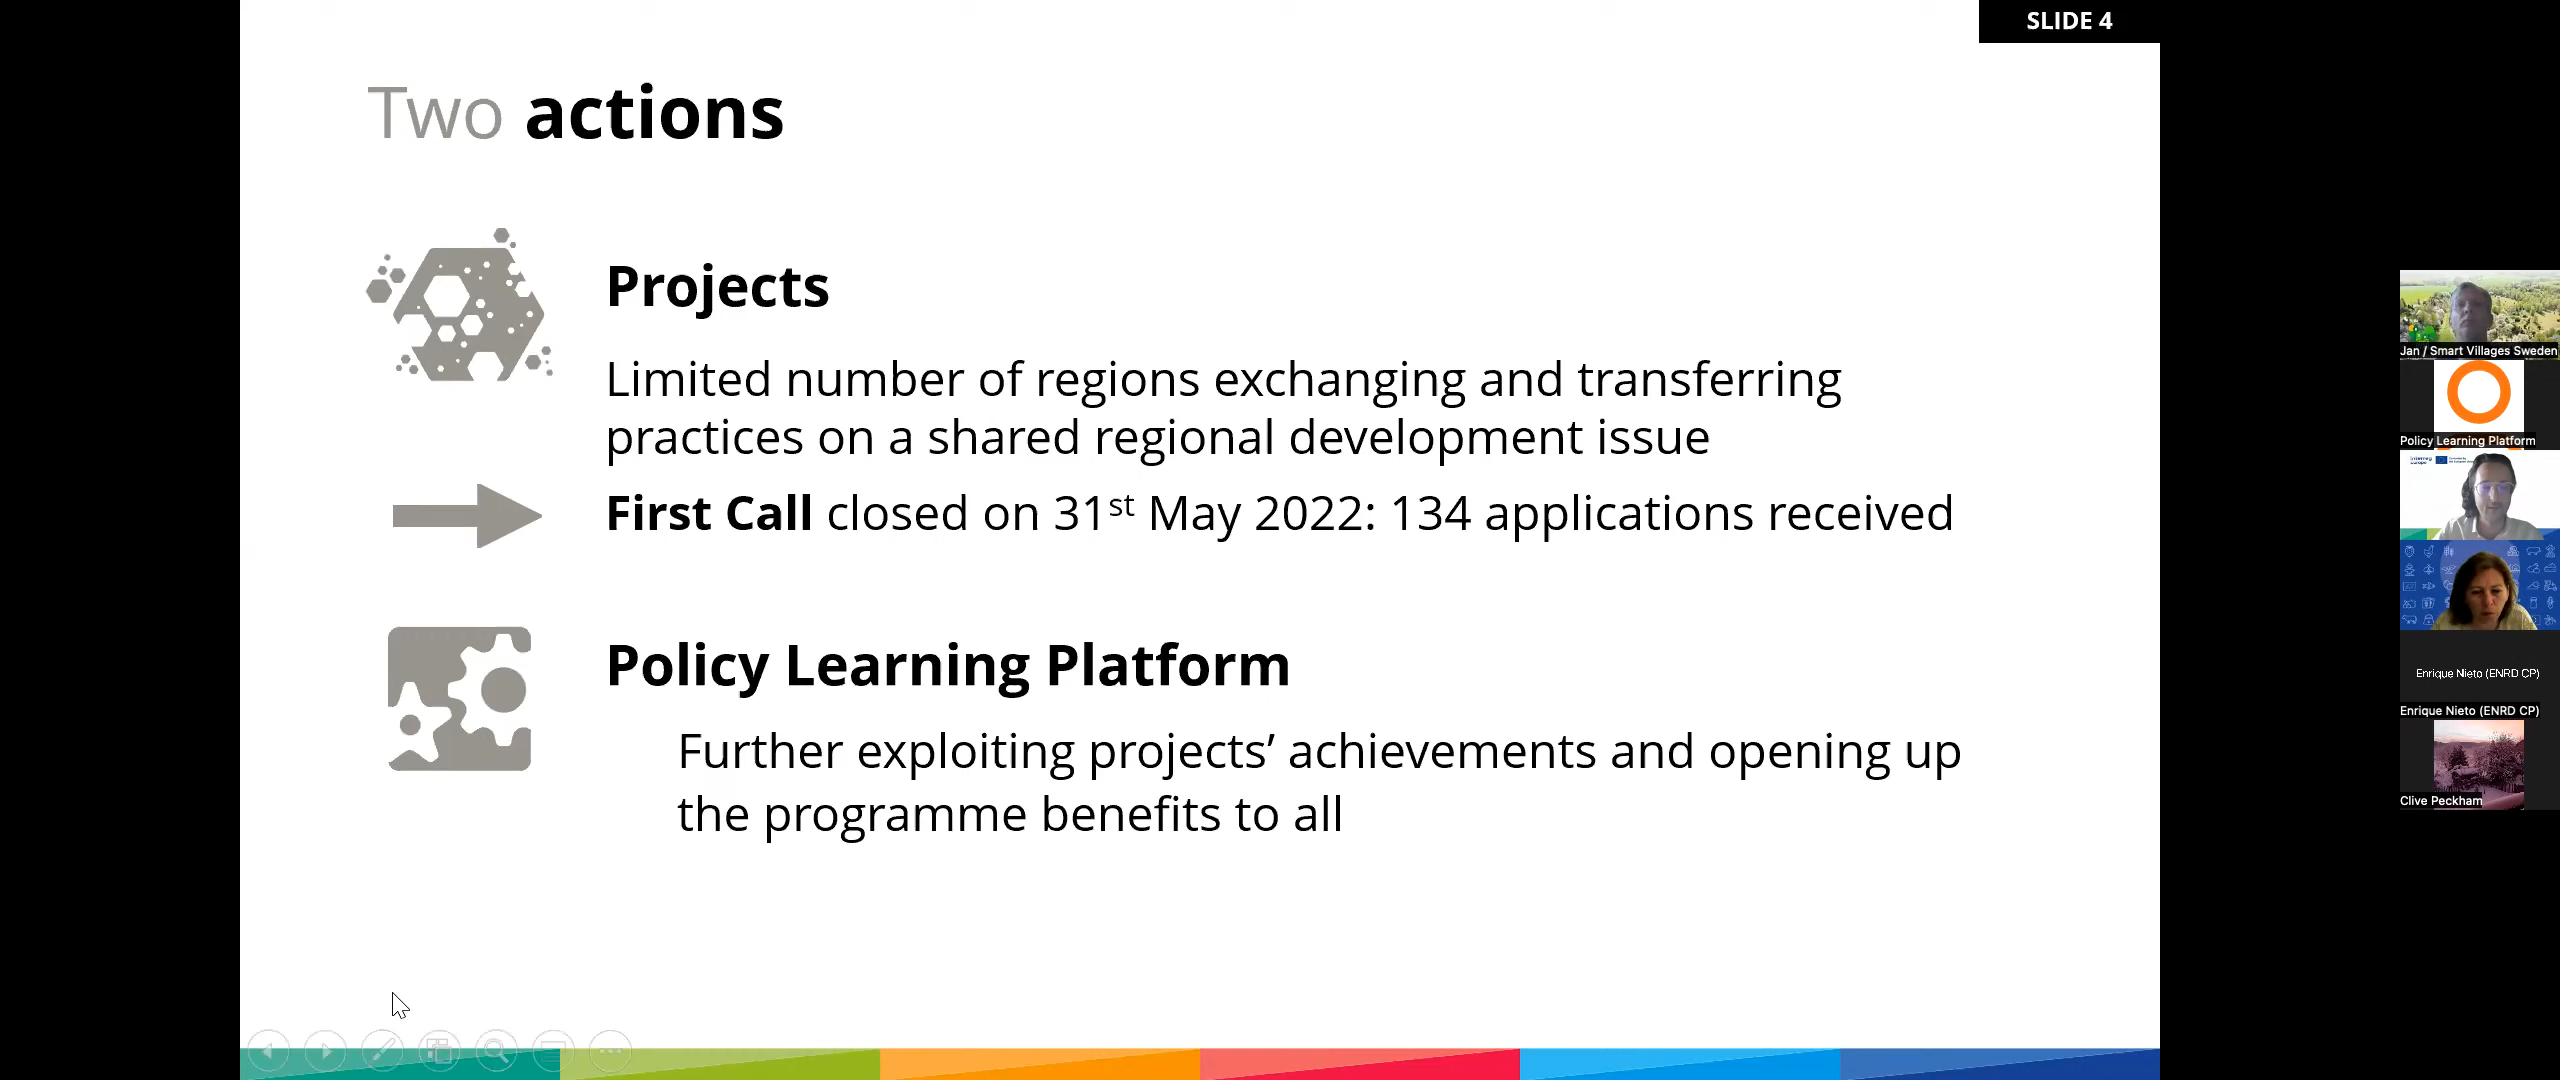 SLIDE 4
Two actions
Projects
Limited number of regions exchanging and transferring
practices on a shared regional development issue
First Call closed on 31st May 2022: 134 applications received
Policy Learning Platform
Further exploiting projects’ achievements and opening up
the programme benefits to all
Jan / Smart Villages Sweden
Policy Learning Platform
Interreg
Europe
Enrique Nieto (ENRD CP)
Enrique Nieto (ENRD CP)
Clive Peckham